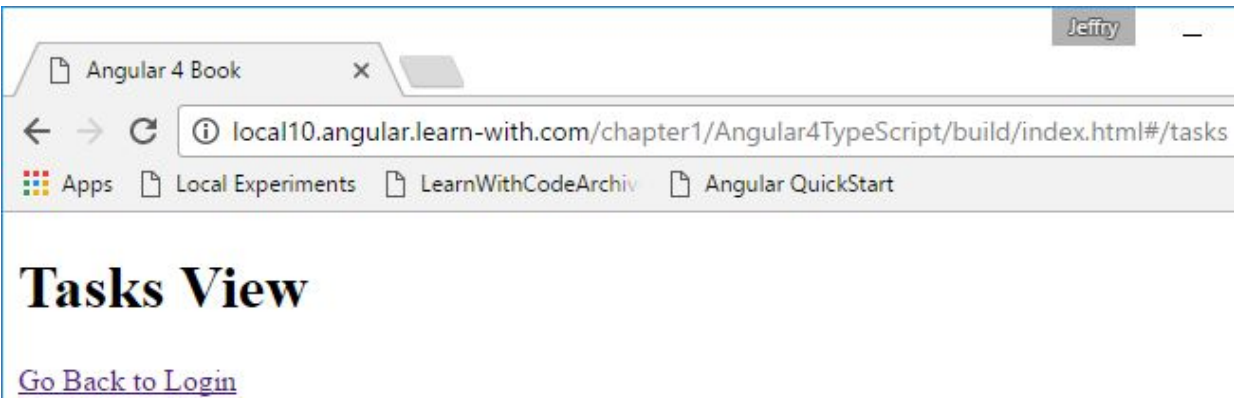 Jeffry
Angular 4 Book
local10.angular.learn-with.com/chapter1/Angular4TypeScript/build/index.html#/tasks
Apps Local Experiments LearnWithCodeArchiv Angular QuickStart
Tasks View
Go Back to Login